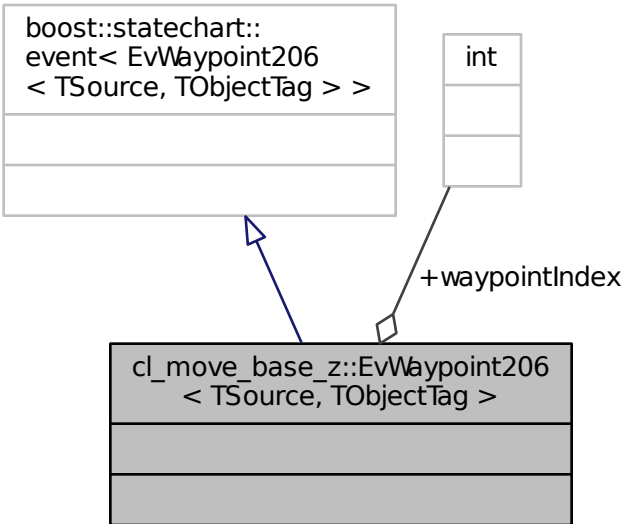 boost::statechart::
event< EvWaypoint206
< TSource, TObjectTag > >
int
+waypointIndex
cl_move_base_z::EvWaypoint206
< TSource, TObjectTag >